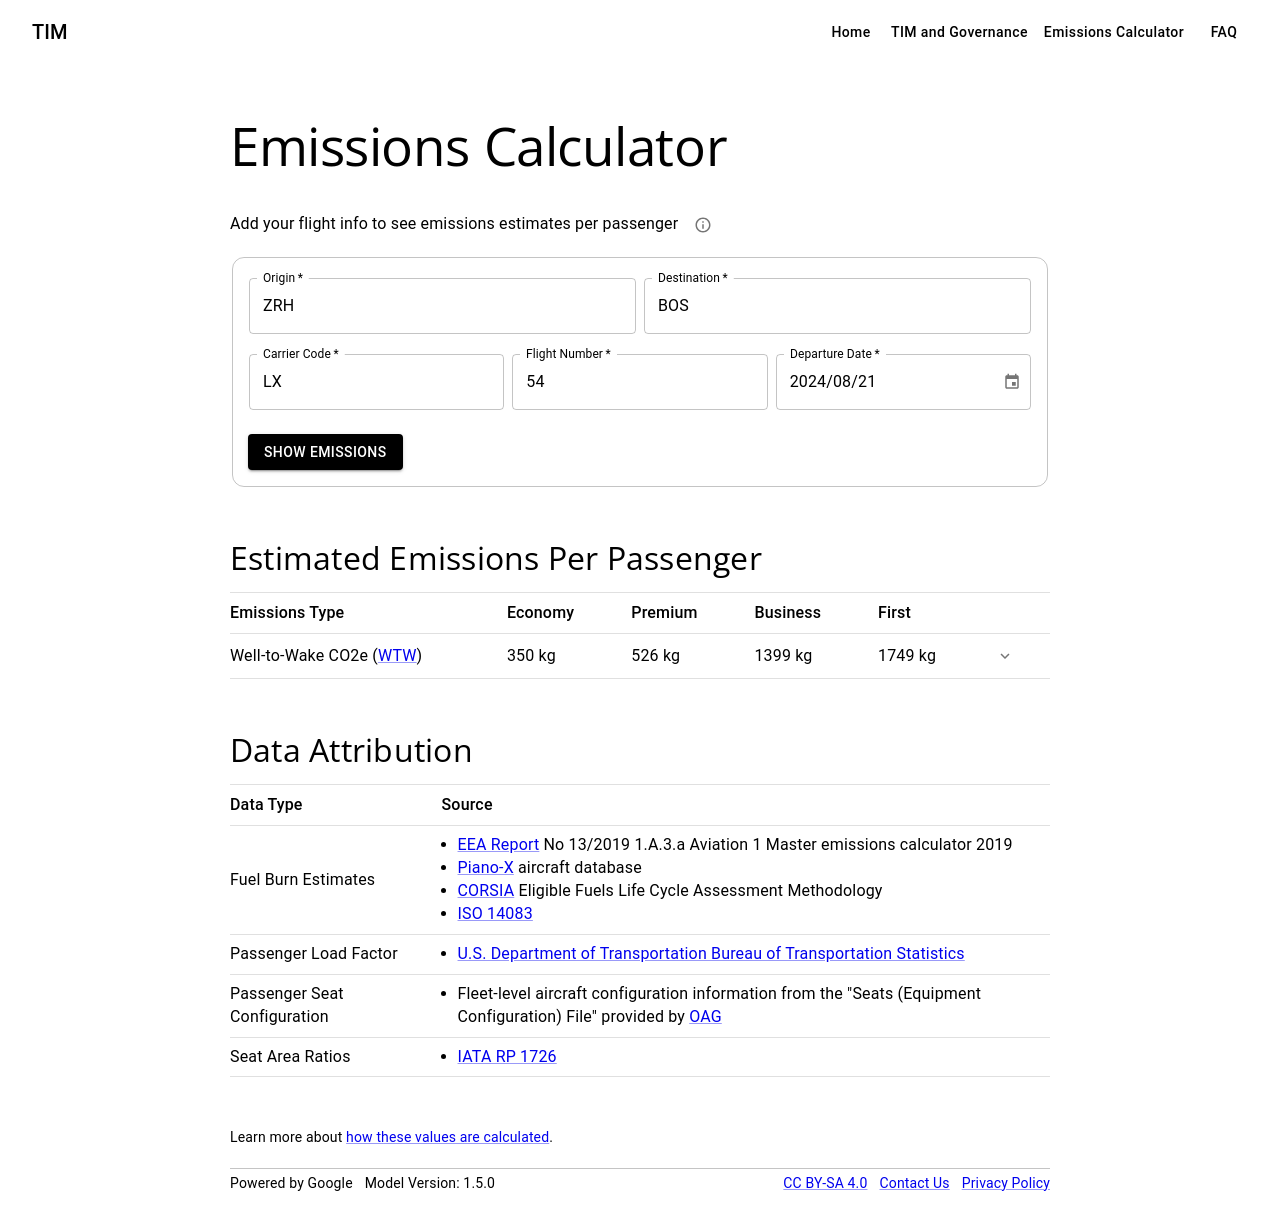 TIM
Home TIM and Governance Emissions Calculator FAQ
Emissions Calculator
Add your flight info to see emissions estimates per passenger
Origin * Destination *
ZRH BOS
Carrier Code * Flight Number * Departure Date *
LX 54 2024/08/21
SHOW EMISSIONS
Estimated Emissions Per Passenger
Emissions Type Economy Premium Business First
Well-to-Wake CO2e (WTW) 350 kg 526 kg 1399 kg 1749 kg
Data Attribution
Data Type Source
Fuel Burn Estimates
• EEA Report No 13/2019 1.A.3.a Aviation 1 Master emissions calculator 2019
• Piano-X aircraft database
• CORSIA Eligible Fuels Life Cycle Assessment Methodology
• ISO 14083
Passenger Load Factor • U.S. Department of Transportation Bureau of Transportation Statistics
Passenger Seat
Configuration
• Fleet-level aircraft configuration information from the "Seats (Equipment
Configuration) File" provided by OAG
Seat Area Ratios • IATA RP 1726
Learn more about how these values are calculated.
Powered by Google Model Version: 1.5.0 CC BY-SA 4.0 Contact Us Privacy Policy